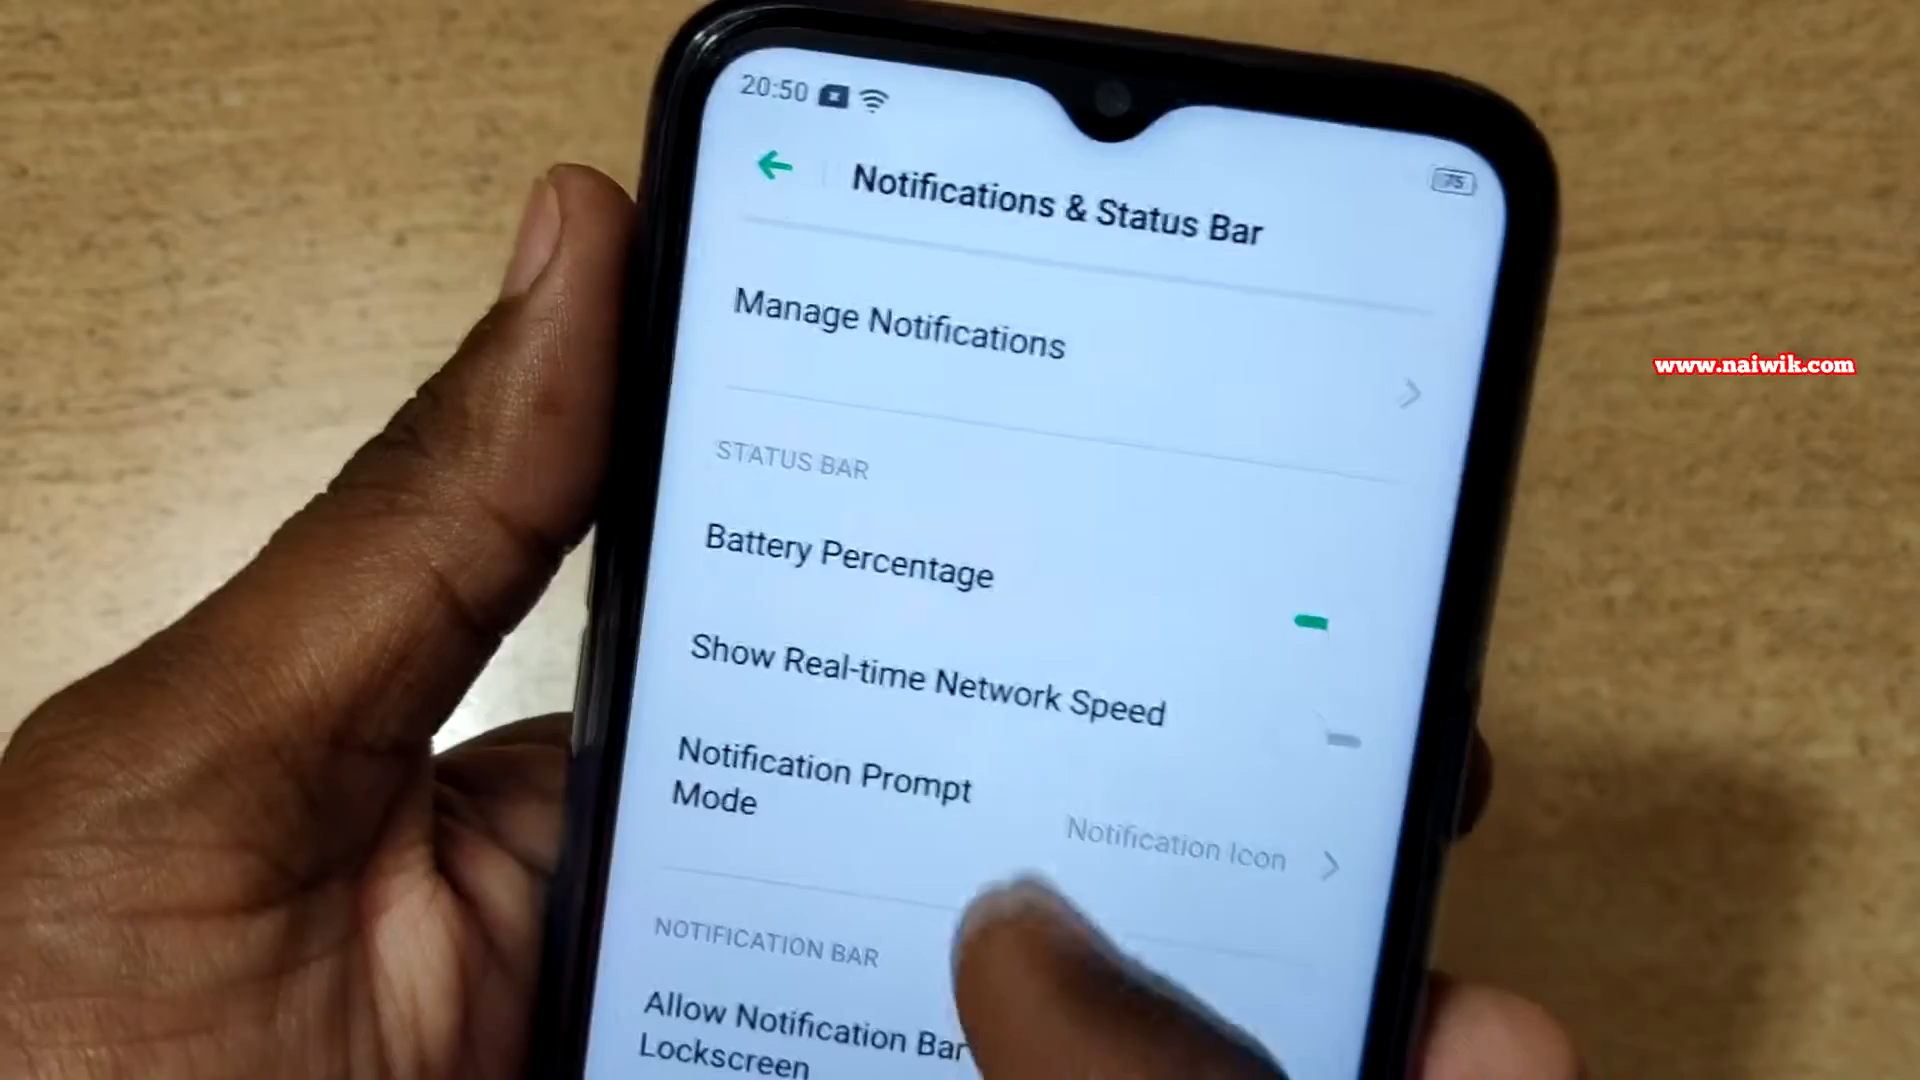 20:50
75
Notifications & Status Bar
Manage Notifications
www.naiwik.com
STATUS BAR
Battery Percentage
Show Real-time Network Speed
Notification Prompt
Mode
Notification Icon
NOTIFICATION BAR
Allow Notification Bar
Lockscreen